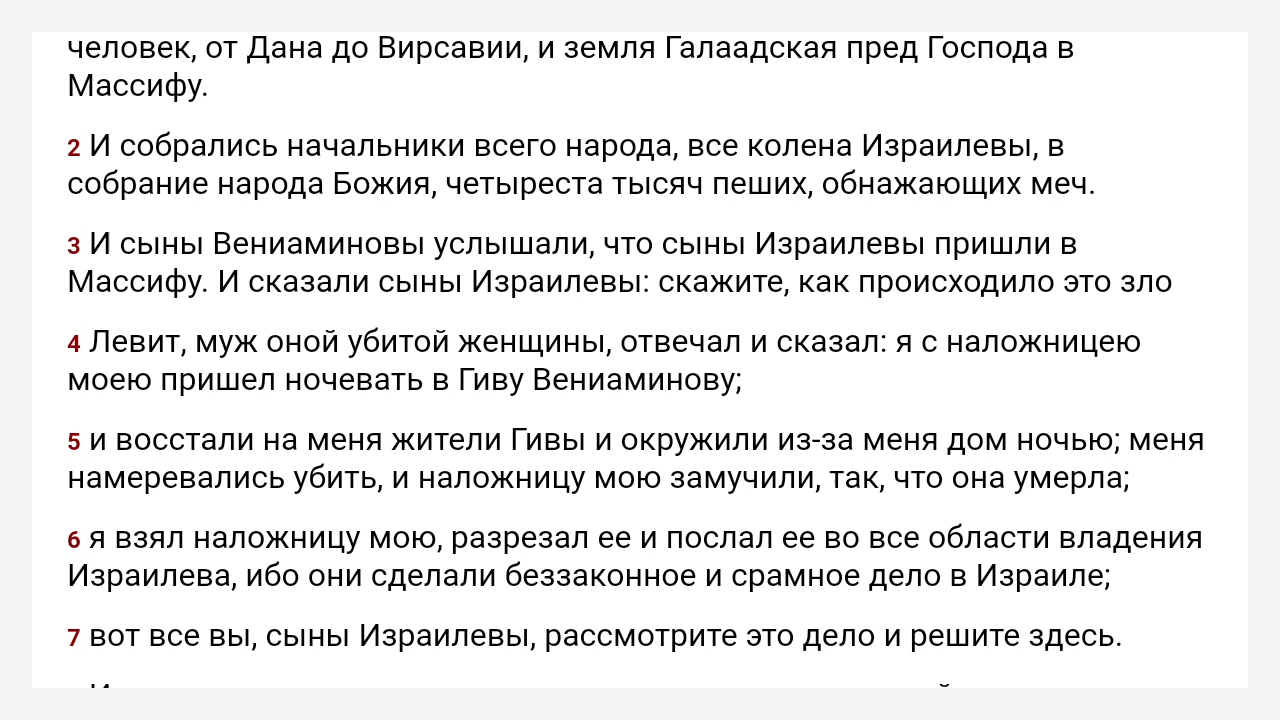 человек, от Дана до Вирсавии, и земля Галаадская пред Господа в
Массифу.
2 И собрались начальники всего народа, все колена Израилевы, в
собрание народа Божия, четыреста тысяч пеших, обнажающих меч.
3 И сыны Вениаминовы услышали, что сыны Израилевы пришли в
Массифу. И сказали сыны Израилевы: скажите, как происходило это зло
4 Левит, муж оной убитой женщины, отвечал и сказал: я с наложницею
моею пришел ночевать в Гиву Вениаминову;
5 и восстали на меня жители Гивы и окружили из-за меня дом ночью; меня
намеревались убить, и наложницу мою замучили, так, что она умерла;
6 я взял наложницу мою, разрезал ее и послал ее во все области владения
Израилева, ибо они сделали беззаконное и срамное дело в Израиле;
7 вот все вы, сыны Израилевы, рассмотрите это дело и решите здесь.